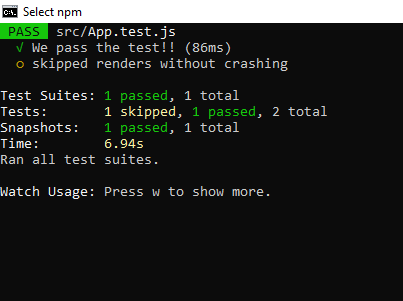 C:\. Select npm
PASS src/App.test.js
√ We pass the test!! (86ms)
○ skipped renders without crashing
Test Suites: 1 passed, 1 total
Tests: 1 skipped, 1 passed, 2 total
Snapshots: 1 passed, 1 total
Time: 6.94s
Ran all test suites.
Watch Usage: Press w to show more.